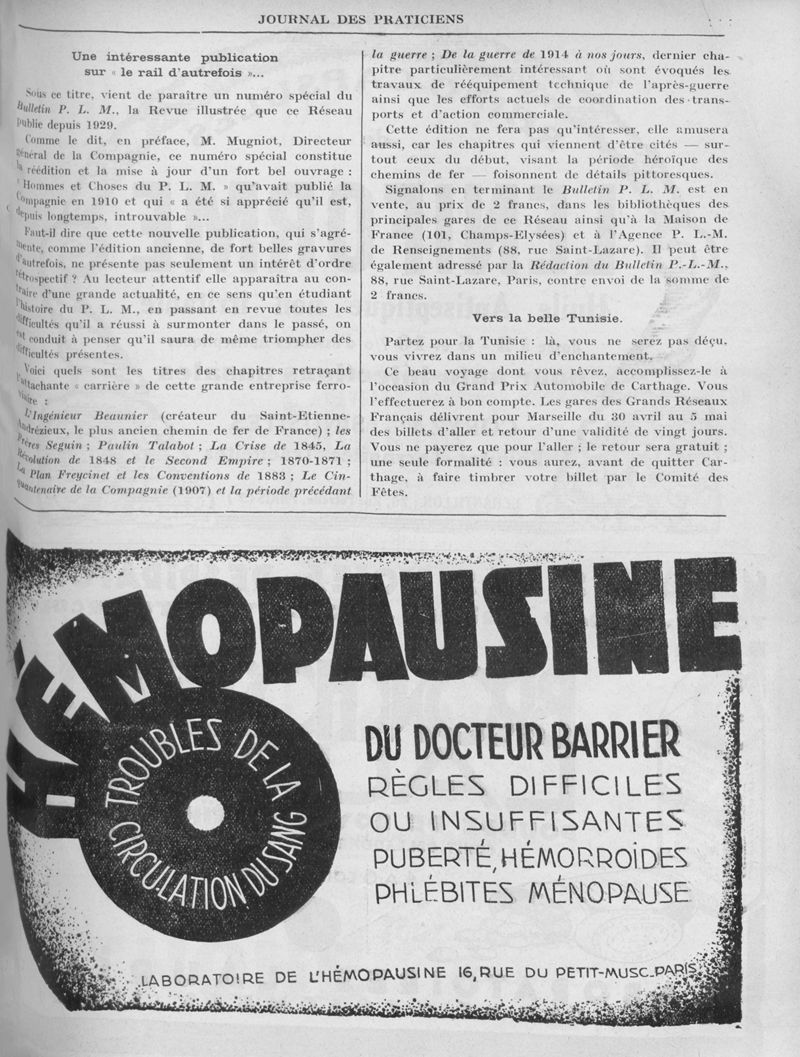 JOURNAL DES PRATICIENS
Une intéressante publication
sur « le rail d'autrefois »...
Sous ce titre, vient de paraître un numéro spécial du
Bulletin P. L. M., la Revue illustrée que ce Réseau
publie depuis 1929.
Comme le dit, en préface, M. Mugniot, Directeur
général de la Compagnie, ce numéro spécial constitue
la réédition et la mise à jour d'un fort bel ouvrage :
« Hommes et Choses du P. L. M. » qu'avait publié la
Compagnie en 1910 et qui « a été si apprécié qu'il est,
depuis longtemps, introuvable »...
Faut-il dire que cette nouvelle publication, qui s'agré-
mente, comme l'édition ancienne, de fort belles gravures
d'autrefois, ne présente pas seulement un intérêt d'ordre
rétrospectif ? Au lecteur attentif elle apparaîtra au con-
traire d'une grande actualité, en ce sens qu'en étudiant
l'histoire du P. L. M., en passant en revue toutes les
difficultés qu'il a réussi à surmonter dans le passé, on
est conduit à penser qu'il saura de même triompher des
difficultés présentes.
Voici quels sont les titres des chapitres retraçant
l'attachante « carrière » de cette grande entreprise ferro-
viaire :
L'Ingénieur Beaunier (créateur du Saint-Etienne-
Andrézieux, le plus ancien chemin de fer de France) ; les
Frères Seguin ; Paulin Talabot ; La Crise de 1845, La
Révolution de 1848 et le Second Empire ; 1870-1871 ;
Le Plan Freycinet et les Conventions de 1883 ; Le Cin-
quantenaire de la Compagnie (1907) et la période précédant
la guerre ; De la guerre de 1914 à nos jours, dernier cha-
pitre particulièrement intéressant où sont évoqués les
travaux de rééquipement technique de l'après-guerre
ainsi que les efforts actuels de coordination des trans-
ports et d'action commerciale.
Cette édition ne fera pas qu'intéresser, elle amusera
aussi, car les chapitres qui viennent d'être cités — sur-
tout ceux du début, visant la période héroïque des
chemins de fer — foisonnent de détails pittoresques.
Signalons en terminant le Bulletin P. L. M. est en
vente, au prix de 2 francs, dans les bibliothèques des
principales gares de ce Réseau ainsi qu'à la Maison de
France (101, Champs-Elysées) et à l'Agence P. L.-M.
de Renseignements (88, rue Saint-Lazare). Il peut être
également adressé par la Rédaction du Bulletin P.-L.-M.,
88, rue Saint-Lazare, Paris, contre envoi de la somme de
2 francs.
Vers la belle Tunisie.
Partez pour la Tunisie : là, vous ne serez pas déçu,
vous vivrez dans un milieu d'enchantement.
Ce beau voyage dont vous rêvez, accomplissez-le à
l'occasion du Grand Prix Automobile de Carthage. Vous
l'effectuerez à bon compte. Les gares des Grands Réseaux
Français délivrent pour Marseille du 30 avril au 5 mai
des billets d'aller et retour d'une validité de vingt jours.
Vous ne payerez que pour l'aller ; le retour sera gratuit ;
une seule formalité : vous aurez, avant de quitter Car-
thage, à faire timbrer votre billet par le Comité des
Fêtes.
HÉMOPAUSINE
TROUBLES DE LA
CIRCULATION DU SANG
DU DOCTEUR BARRIER
RÈGLES DIFFICILES
OU INSUFFISANTES
PUBERTÉ, HÉMORROÏDES
PHLÉBITES MÉNOPAUSE
LABORATOIRE DE L'HÉMOPAUSINE 16, RUE DU PETIT-MUSC. PARIS